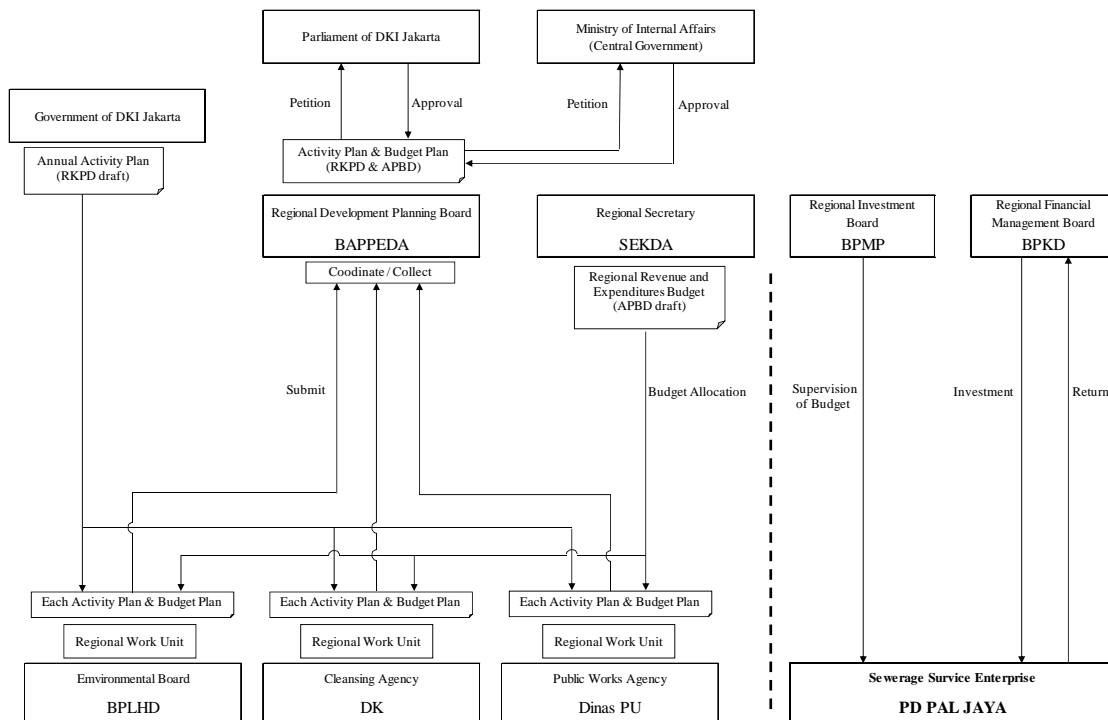 Parliament of DKI Jakarta
Ministry of Internal Affairs
(Central Government)
Petition
Approval
Petition
Approval
Government of DKI Jakarta
Annual Activity Plan
(RKPD draft)
Activity Plan & Budget Plan
(RKPD & APBD)
Regional Development Planning Board
BAPPEDA
Coodinate / Collect
Regional Secretary
SEKDA
Regional Revenue and
Expenditures Budget
(APBD draft)
Regional Investment
Board
BPMP
Regional Financial
Management Board
BPKD
Submit
Budget Allocation
Supervision
of Budget
Investment
Return
Each Activity Plan & Budget Plan
Each Activity Plan & Budget Plan
Each Activity Plan & Budget Plan
Regional Work Unit
Regional Work Unit
Regional Work Unit
Emvironmental Board
BPLHD
Cleansing Agency
DK
Public Works Agency
Dinas PU
Sewerage Survice Enterprise
PD PAL JAYA